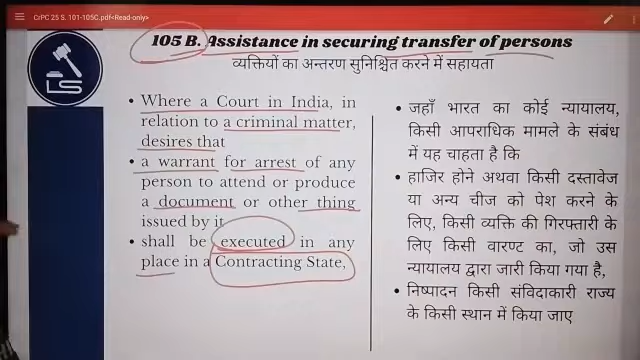 CrPC 25 S. 101-105C.pdf<Read-only>
105 B. Assistance in securing transfer of persons
व्यक्तियों का अन्तरण सुनिश्चित करने में सहायता
LS
• Where a Court in India, in
relation to a criminal matter,
desires that
• a warrant for arrest of any
person to attend or produce
a document or other thing
issued by it
• shall be executed in any
place in a Contracting State,
• जहाँ भारत का कोई न्यायालय,
किसी आपराधिक मामले के संबंध
में यह चाहता है कि
• हाजिर होने अथवा किसी दस्तावेज
या अन्य चीज को पेश करने के
लिए, किसी व्यक्ति की गिरफ्तारी के
लिए किसी वारण्ट का, जो उस
न्यायालय द्वारा जारी किया गया है,
• निष्पादन किसी संविदाकारी राज्य
के किसी स्थान में किया जाए